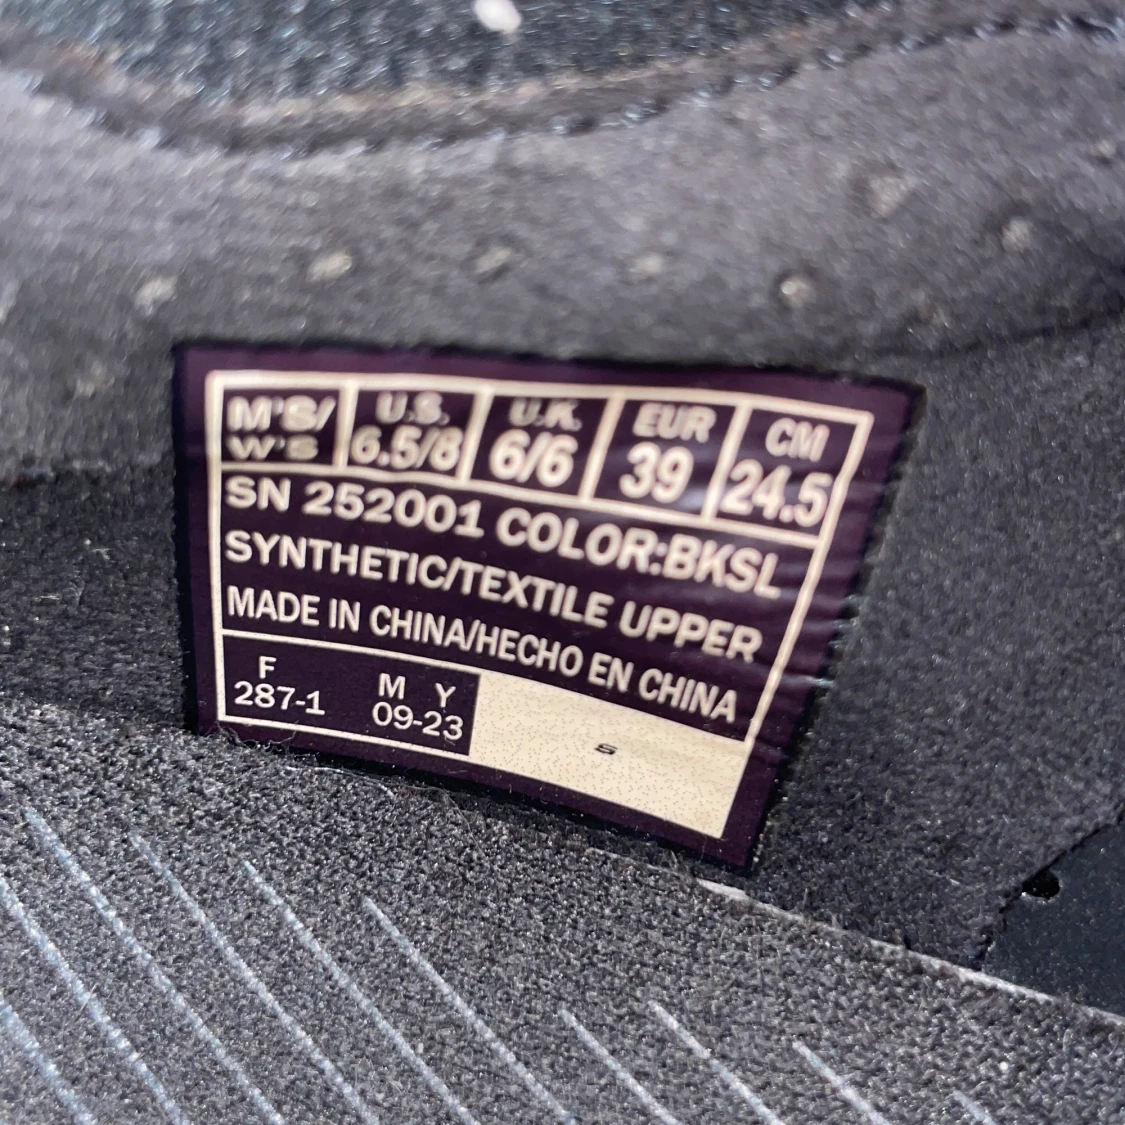 M'S/ W'S U.S. 6.5/8 U.K. 6/6 EUR 39 CM 24.5
SN 252001 COLOR:BKSL
SYNTHETIC/TEXTILE UPPER
MADE IN CHINA/HECHO EN CHINA
F M Y
287-1 09-23
S